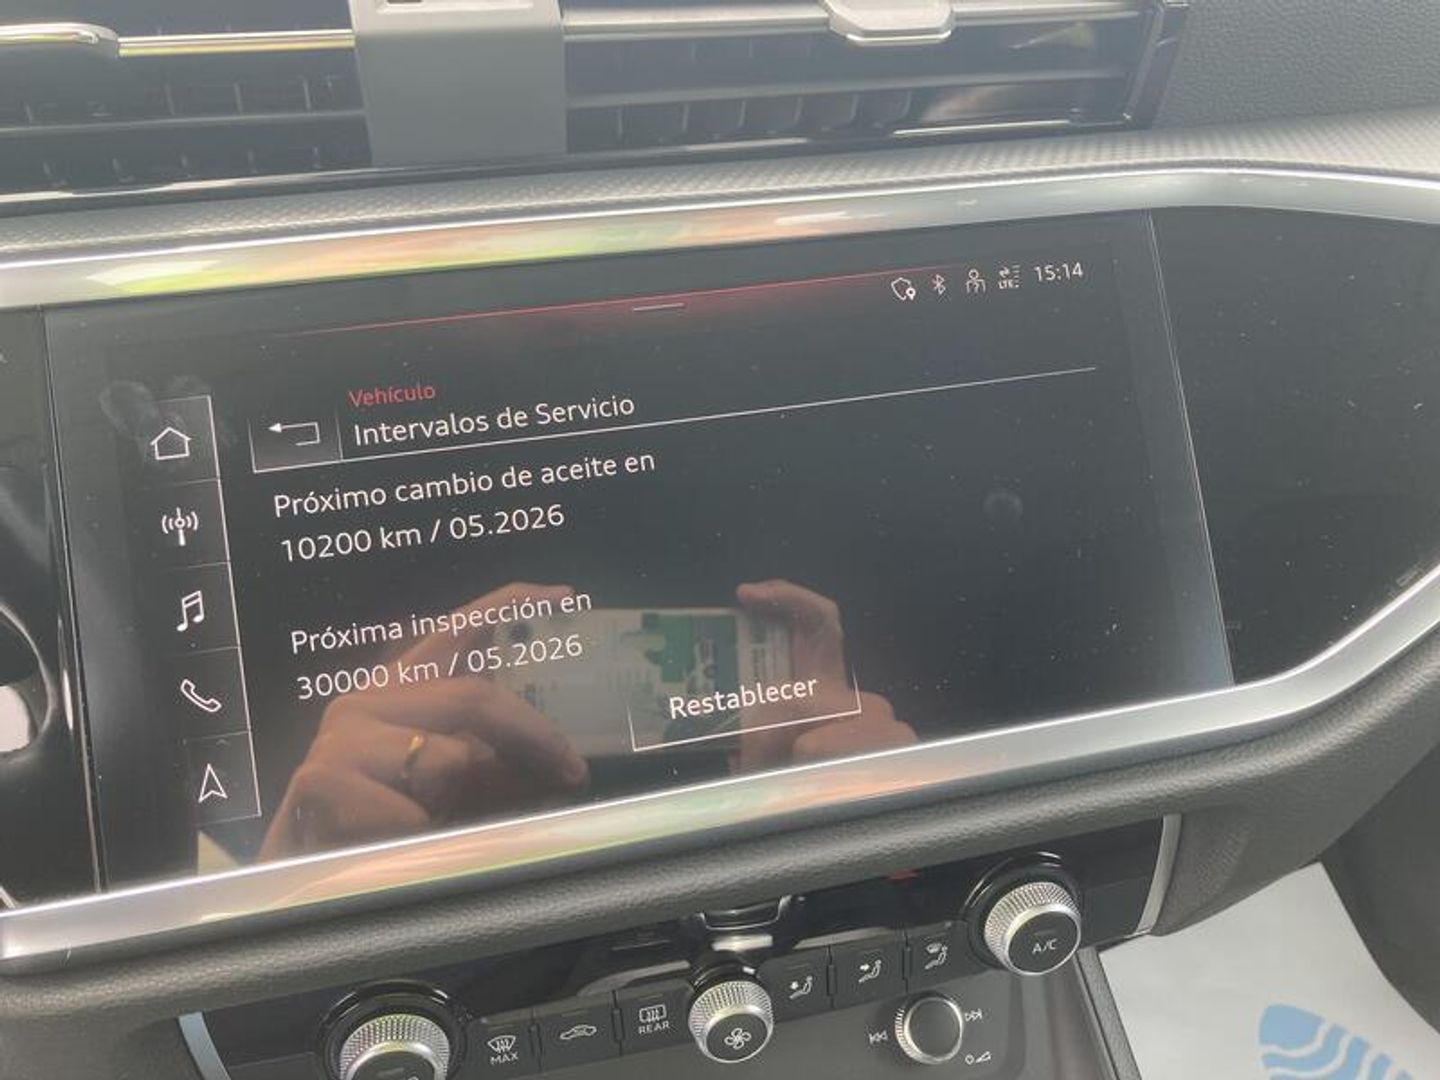 LTE
15:14
Vehículo
Intervalos de Servicio
Próximo cambio de aceite en
10200 km / 05.2026
Próxima inspección en
30000 km / 05.2026
Restablecer
A/C
REAR
MAX